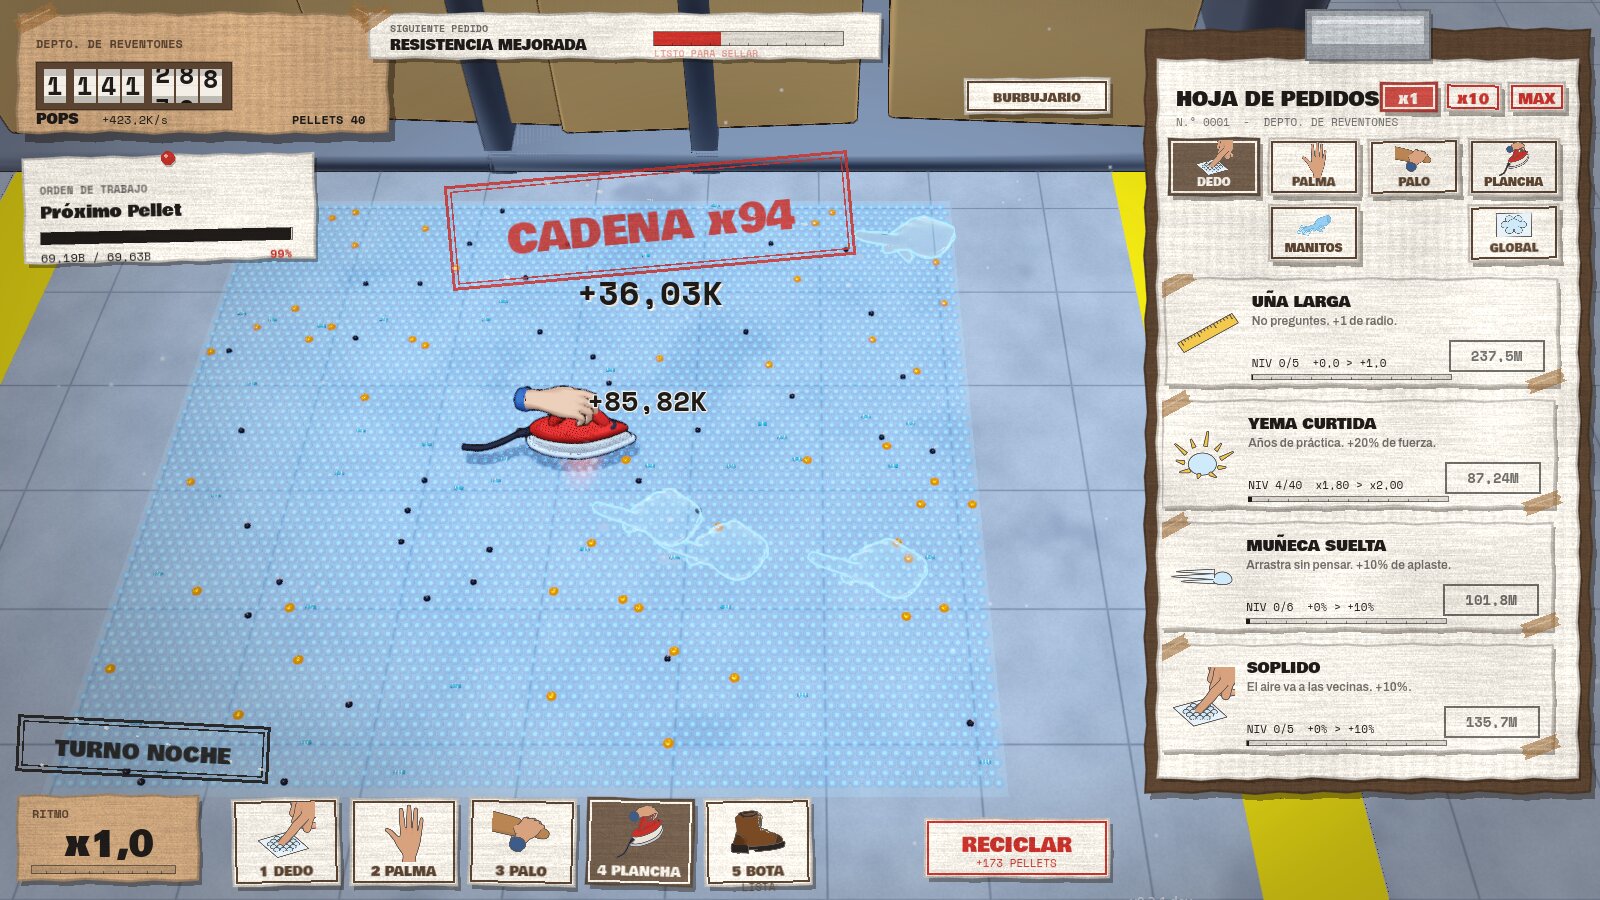 DEPTO. DE REVENTONES
1 141 288
POPS +423,2K/s PELLETS 40
SIGUIENTE PEDIDO
RESISTENCIA MEJORADA
LISTO PARA SELLAR
BURBUJARIO
ORDEN DE TRABAJO
Próximo Pellet
69.19B / 69.63B 99%
CADENA x94
+36,03K
+85,82K
TURNO NOCHE
RITMO
x1,0
1 DEDO
2 PALMA
3 PALO
4 PLANCHA
5 BOTA
LISTA
RECICLAR
+173 PELLETS
HOJA DE PEDIDOS x1 x10 MAX
N.° 0001 - DEPTO. DE REVENTONES
DEDO PALMA PALO PLANCHA
MANITOS GLOBAL
UÑA LARGA
No preguntes. +1 de radio.
NIV 0/5 +0,0 > +1,0
237,5M
YEMA CURTIDA
Años de práctica. +20% de fuerza.
NIV 4/40 x1,80 > x2,00
87,24M
MUÑECA SUELTA
Arrastra sin pensar. +10% de aplaste.
NIV 0/6 +0% > +10%
101,8M
SOPLIDO
El aire va a las vecinas. +10%.
NIV 0/5 +0% > +10%
135,7M